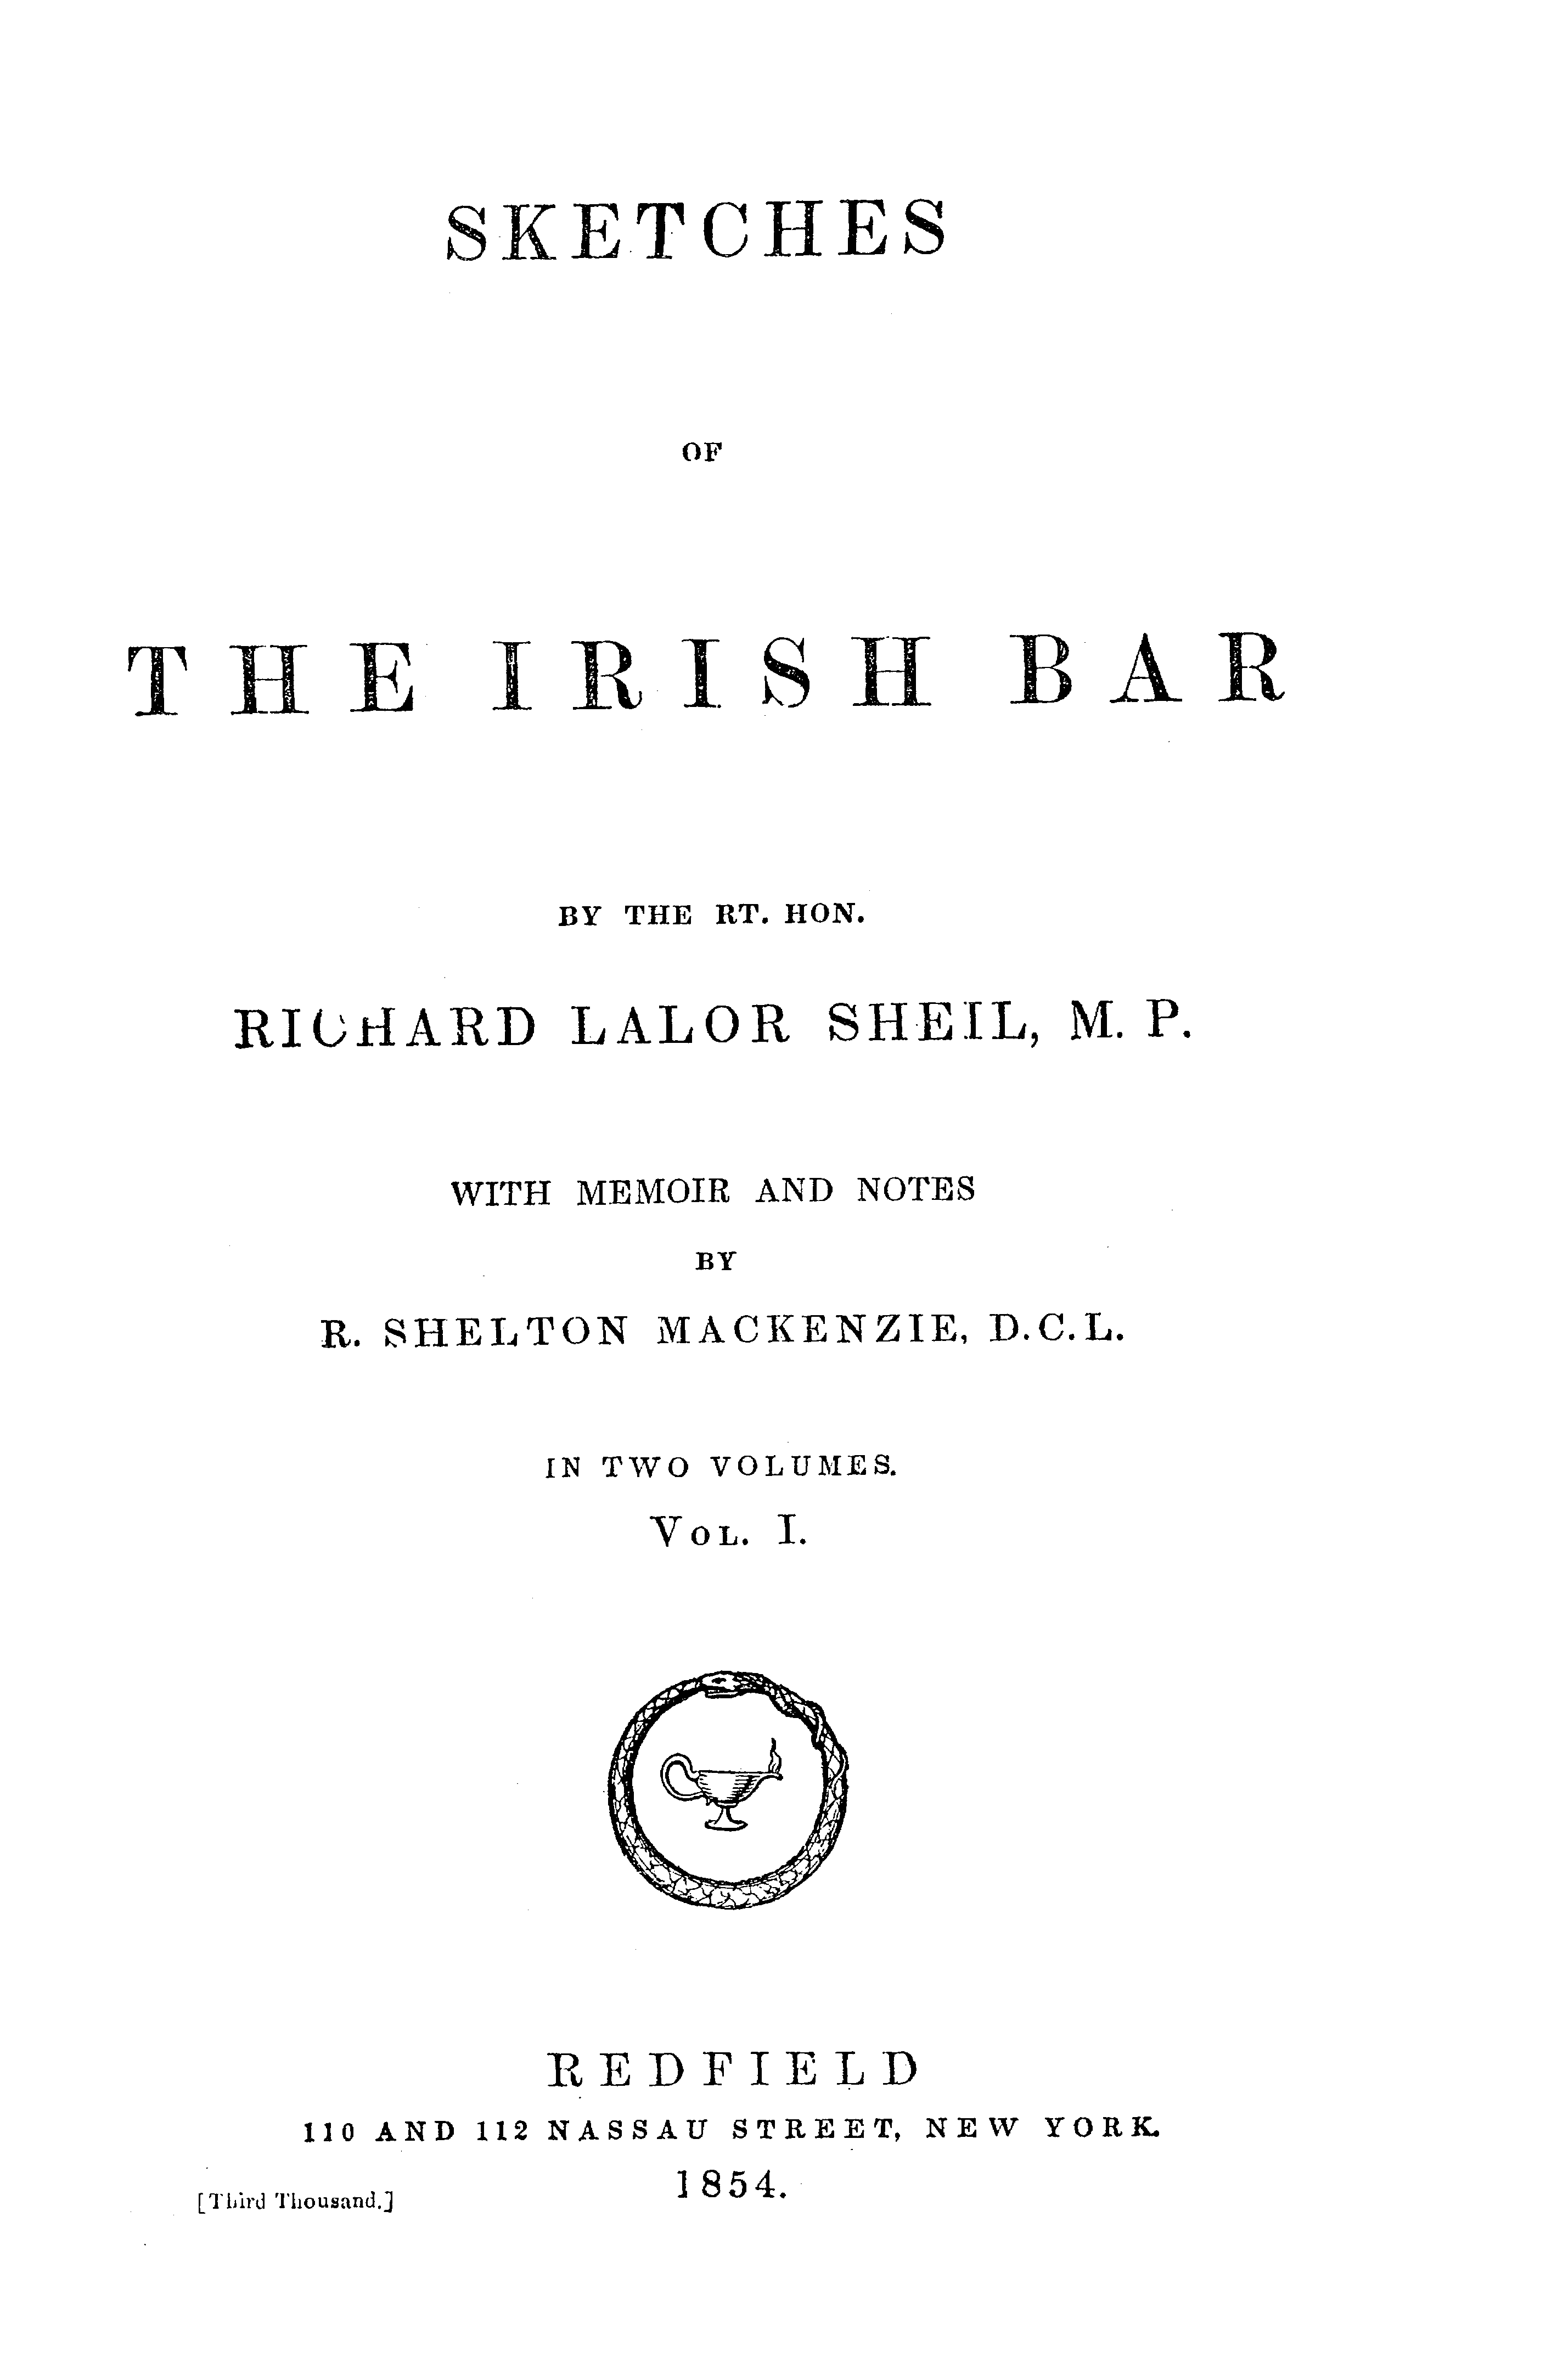 SKETCHES
OF
THE IRISH BAR
BY THE RT. HON.
RICHARD LALOR SHEIL, M. P.
WITH MEMOIR AND NOTES
BY
R. SHELTON MACKENZIE, D.C.L.
IN TWO VOLUMES.
VOL. I.
REDFIELD
110 AND 112 NASSAU STREET, NEW YORK.
1854.
[Third Thousand.]